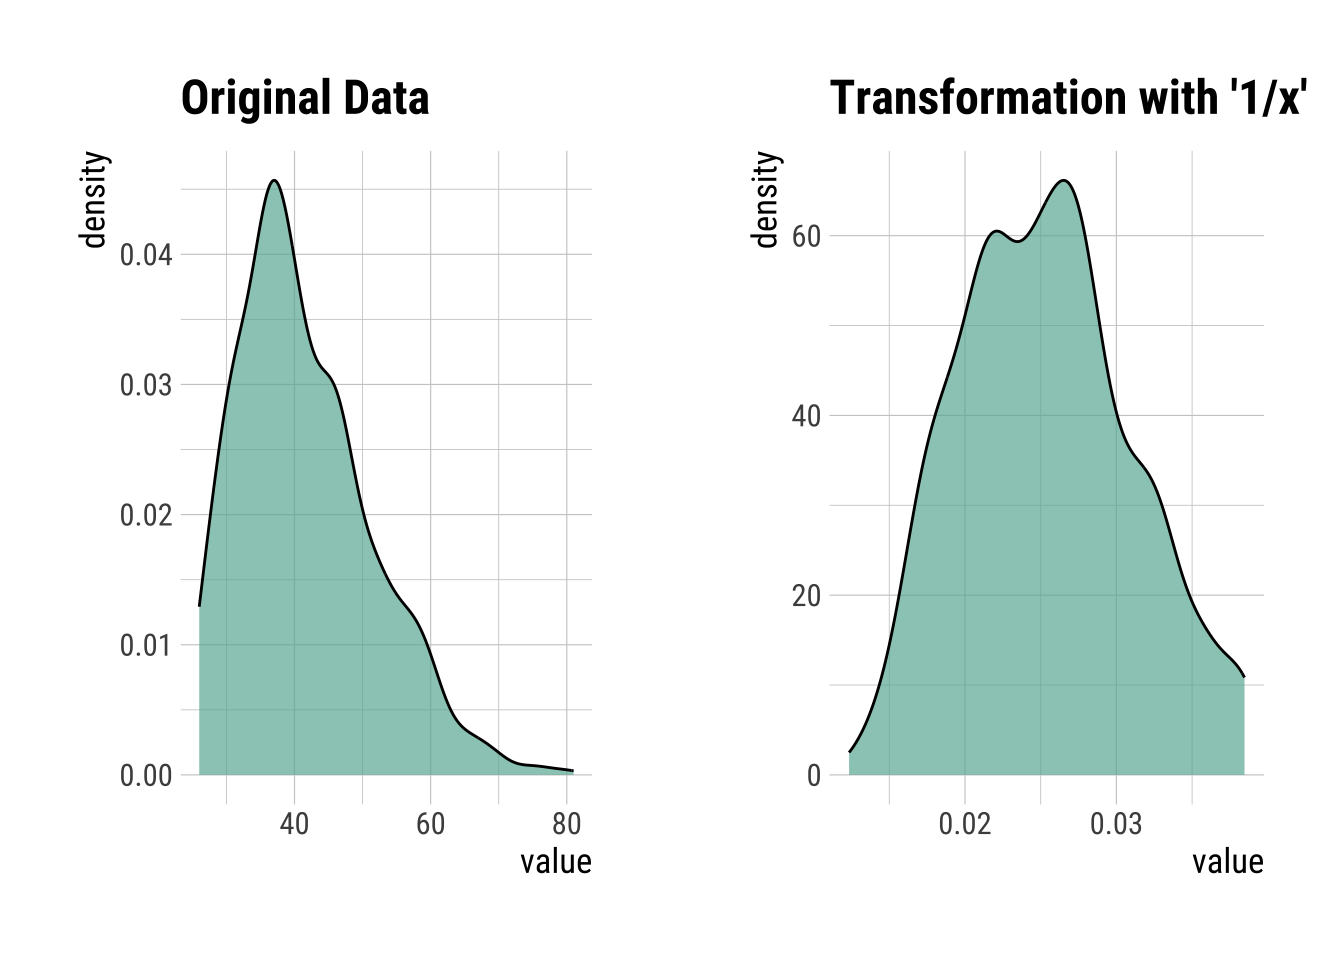 Original Data
density
0.04
0.03
0.02
0.01
0.00
40 60 80
value
Transformation with '1/x'
density
60
40
20
0
0.02 0.03
value